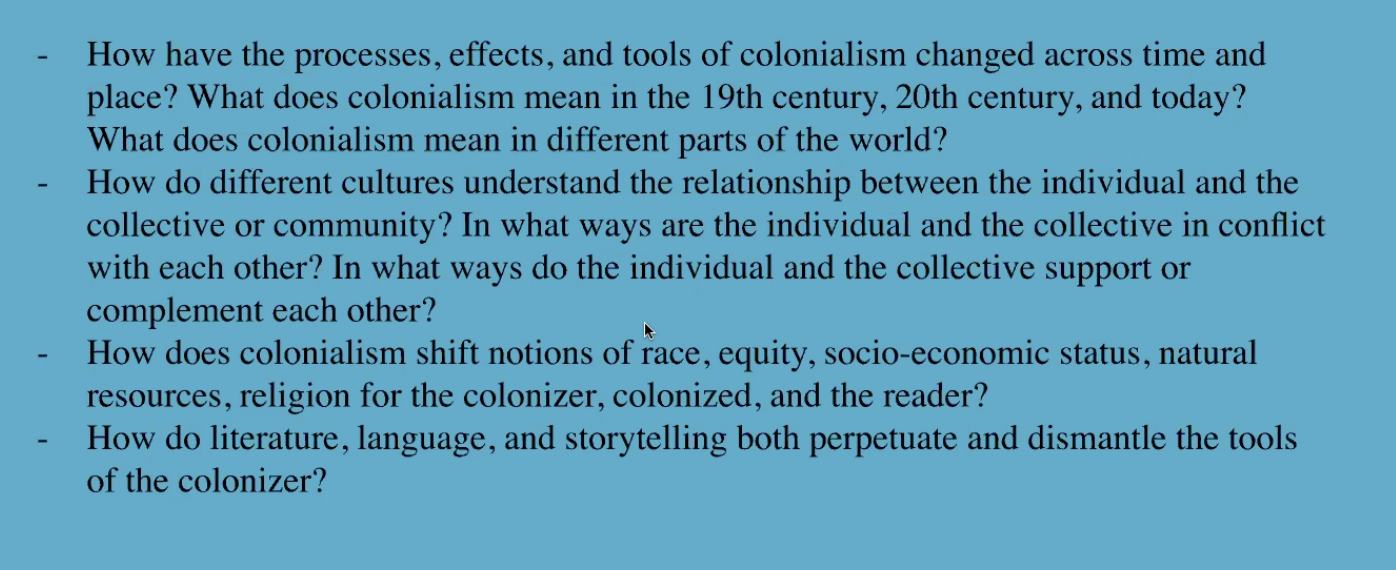 - How have the processes, effects, and tools of colonialism changed across time and
place? What does colonialism mean in the 19th century, 20th century, and today?
What does colonialism mean in different parts of the world?
- How do different cultures understand the relationship between the individual and the
collective or community? In what ways are the individual and the collective in conflict
with each other? In what ways do the individual and the collective support or
complement each other?
- How does colonialism shift notions of race, equity, socio-economic status, natural
resources, religion for the colonizer, colonized, and the reader?
- How do literature, language, and storytelling both perpetuate and dismantle the tools
of the colonizer?